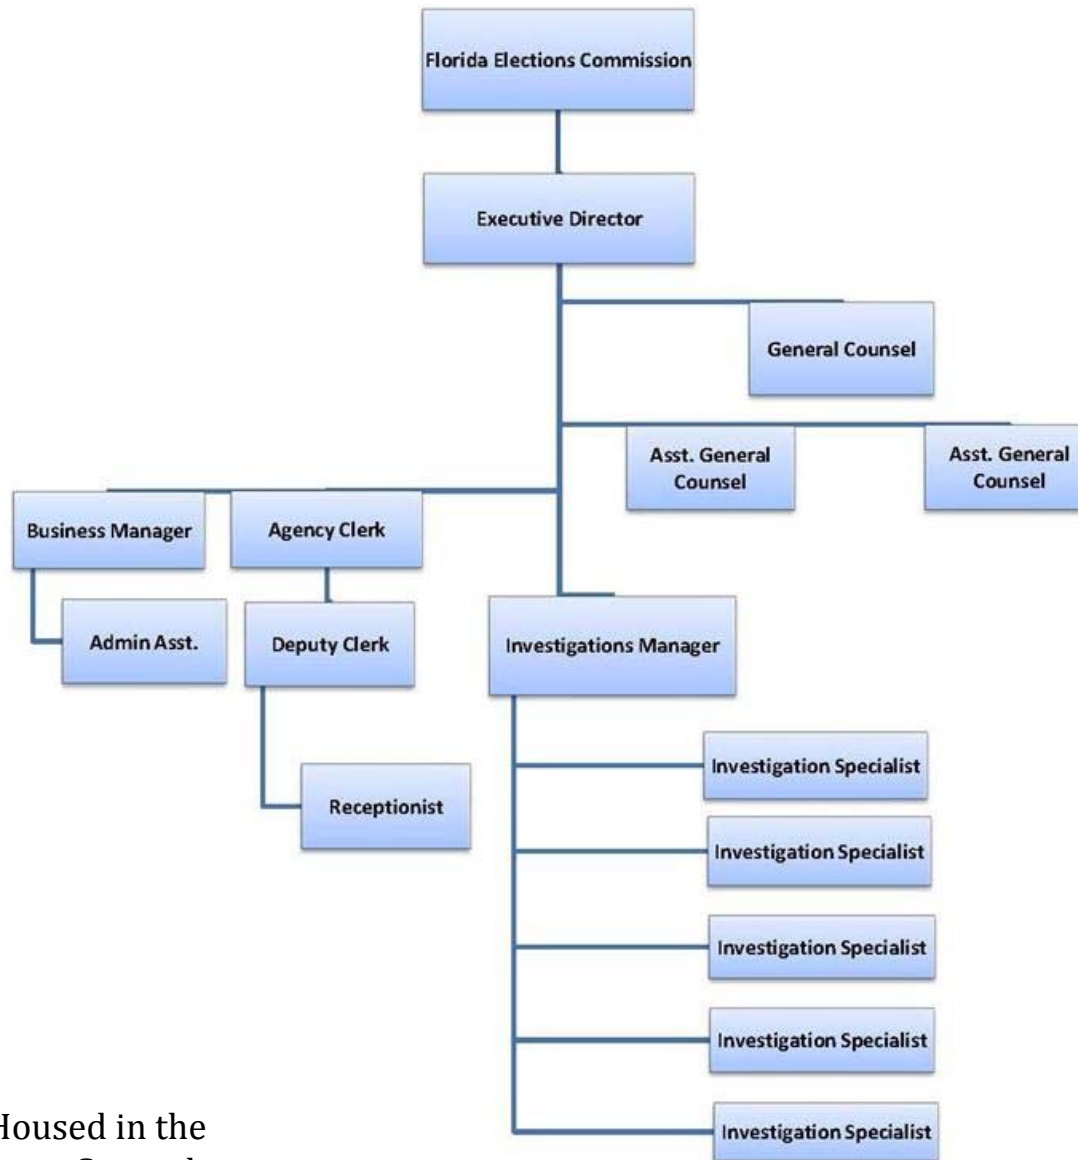 Florida Elections Commission
Executive Director
General Counsel
Asst. General
Counsel
Asst. General
Counsel
Business Manager
Agency Clerk
Admin Asst.
Deputy Clerk
Investigations Manager
Receptionist
Investigation Specialist
Investigation Specialist
Investigation Specialist
Investigation Specialist
Investigation Specialist
Housed in the